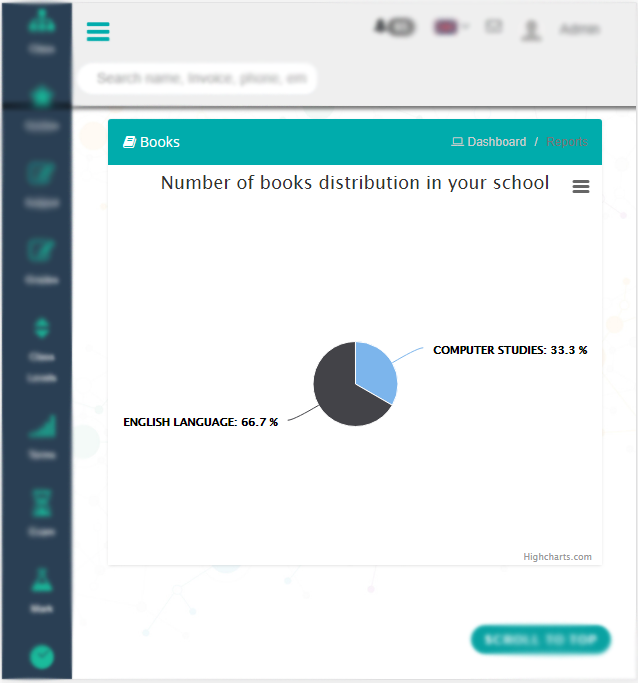 Admin
Search name, invoice, phone, em
Books
Dashboard / Reports
Number of books distribution in your school
COMPUTER STUDIES: 33.3 %
ENGLISH LANGUAGE: 66.7 %
Highcharts.com
Grades
Class
Levels
Terms
Exam
Mark
SCROLL TO TOP